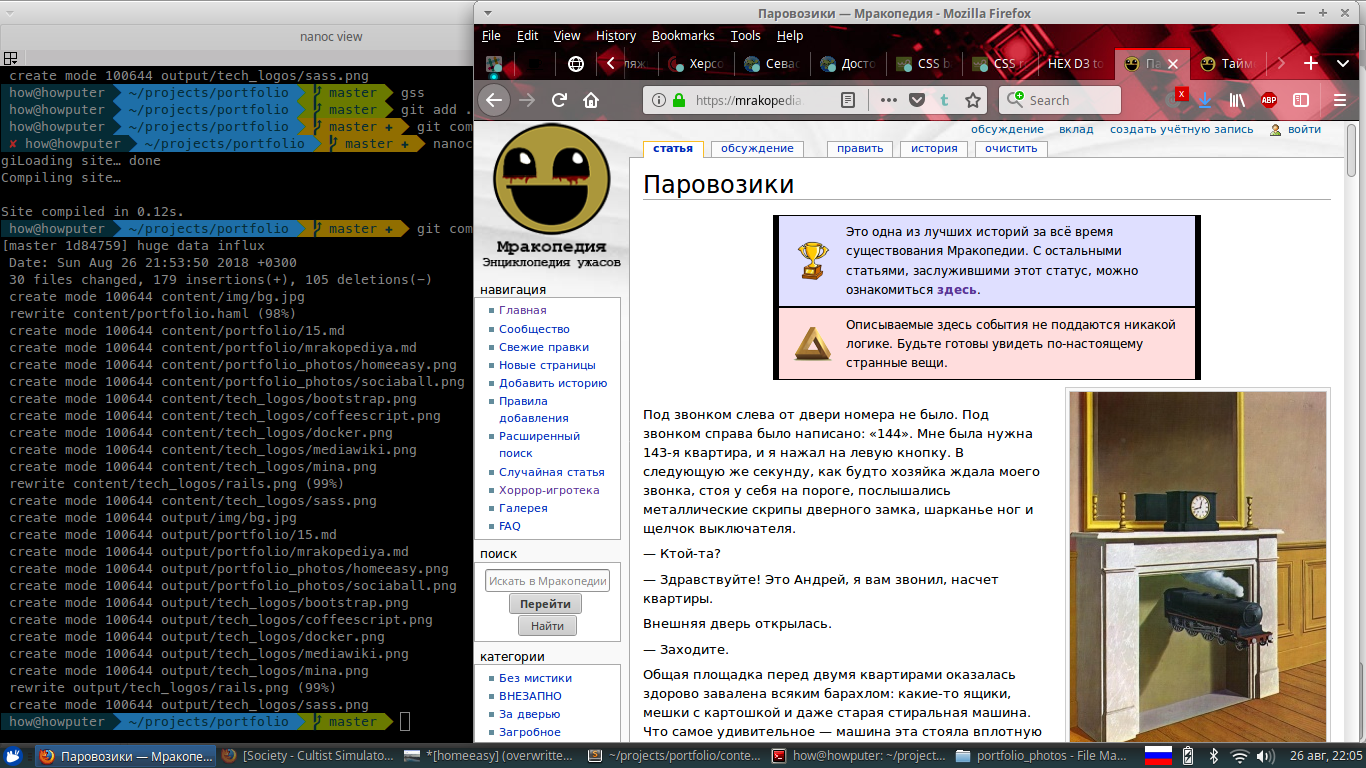 nanoc view
create mode 100644 output/tech_logos/sass.png
how@howputer ~/projects/portfolio master gss
how@howputer ~/projects/portfolio master git add .
how@howputer ~/projects/portfolio master + git com
✘ how@howputer ~/projects/portfolio master + nanoc
giLoading site… done
Compiling site…
Site compiled in 0.12s.
how@howputer ~/projects/portfolio master + git com
[master 1d84759] huge data influx
Date: Sun Aug 26 21:53:50 2018 +0300
30 files changed, 179 insertions(+), 105 deletions(−)
create mode 100644 content/img/bg.jpg
rewrite content/portfolio.haml (98%)
create mode 100644 content/portfolio/15.md
create mode 100644 content/portfolio/mrakopediya.md
create mode 100644 content/portfolio_photos/homeeasy.png
create mode 100644 content/portfolio_photos/sociaball.png
create mode 100644 content/tech_logos/bootstrap.png
create mode 100644 content/tech_logos/coffeescript.png
create mode 100644 content/tech_logos/docker.png
create mode 100644 content/tech_logos/mediawiki.png
create mode 100644 content/tech_logos/mina.png
rewrite content/tech_logos/rails.png (99%)
create mode 100644 content/tech_logos/sass.png
create mode 100644 output/img/bg.jpg
create mode 100644 output/portfolio/15.md
create mode 100644 output/portfolio/mrakopediya.md
create mode 100644 output/portfolio_photos/homeeasy.png
create mode 100644 output/portfolio_photos/sociaball.png
create mode 100644 output/tech_logos/bootstrap.png
create mode 100644 output/tech_logos/coffeescript.png
create mode 100644 output/tech_logos/docker.png
create mode 100644 output/tech_logos/mediawiki.png
create mode 100644 output/tech_logos/mina.png
rewrite output/tech_logos/rails.png (99%)
create mode 100644 output/tech_logos/sass.png
how@howputer ~/projects/portfolio master
Паровозики — Мракопедия - Mozilla Firefox
File Edit View History Bookmarks Tools Help
ляж Херсо Севас Досто CSS b CSS r HEX D3 to Па Тайм
https://mrakopedia. Search x ABP
Мракопедия
Энциклопедия ужасов
навигация
Главная
Сообщество
Свежие правки
Новые страницы
Добавить историю
Правила
добавления
Расширенный
поиск
Случайная статья
Хоррор-игротека
Галерея
FAQ
поиск
Искать в Мракопедии
Перейти
Найти
категории
Без мистики
ВНЕЗАПНО
За дверью
Загробное
обсуждение вклад создать учётную запись войти
статья обсуждение править история очистить
Паровозики
Это одна из лучших историй за всё время
существования Мракопедии. С остальными
статьями, заслужившими этот статус, можно
ознакомиться здесь.
Описываемые здесь события не поддаются никакой
логике. Будьте готовы увидеть по-настоящему
странные вещи.
Под звонком слева от двери номера не было. Под
звонком справа было написано: «144». Мне была нужна
143-я квартира, и я нажал на левую кнопку. В
следующую же секунду, как будто хозяйка ждала моего
звонка, стоя у себя на пороге, послышались
металлические скрипы дверного замка, шарканье ног и
щелчок выключателя.
— Ктой-та?
— Здравствуйте! Это Андрей, я вам звонил, насчет
квартиры.
Внешняя дверь открылась.
— Заходите.
Общая площадка перед двумя квартирами оказалась
здорово завалена всяким барахлом: какие-то ящики,
мешки с картошкой и даже старая стиральная машина.
Что самое удивительное — машина эта стояла вплотную
Паровозики — Мракопе... [Society - Cultist Simulato... *[homeeasy] (overwritte... ~/projects/portfolio/conte... how@howputer: ~/project... portfolio_photos - File Ma... 26 авг, 22:05